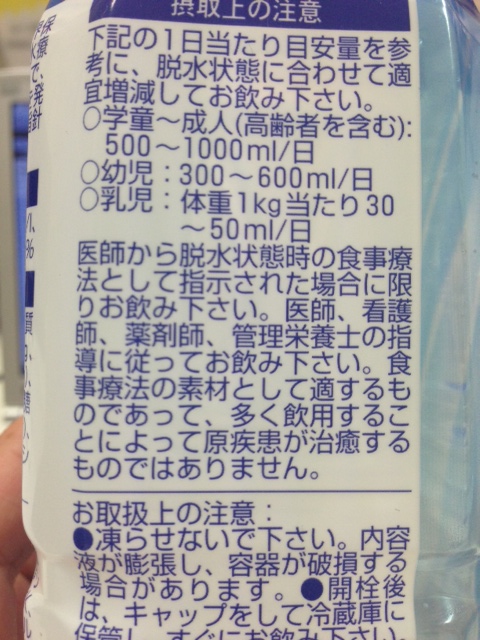 摂取上の注意
下記の1日当たり目安量を参
考に、脱水状態に合わせて適
宜増減してお飲み下さい。
○学童～成人(高齢者を含む):
500～1000ml/日
○幼児：300～600ml/日
○乳児：体重1kg当たり30
～50ml/日
医師から脱水状態時の食事療
法として指示された場合に限
りお飲み下さい。医師、看護
師、薬剤師、管理栄養士の指
導に従ってお飲み下さい。食
事療法の素材として適するも
のであって、多く飲用するこ
とによって原疾患が治癒する
ものではありません。
お取扱上の注意：
●凍らせないで下さい。内容
液が膨張し、容器が破損する
場合があります。●開栓後
は、キャップをして冷蔵庫に
保管し、すぐにお飲み下さい